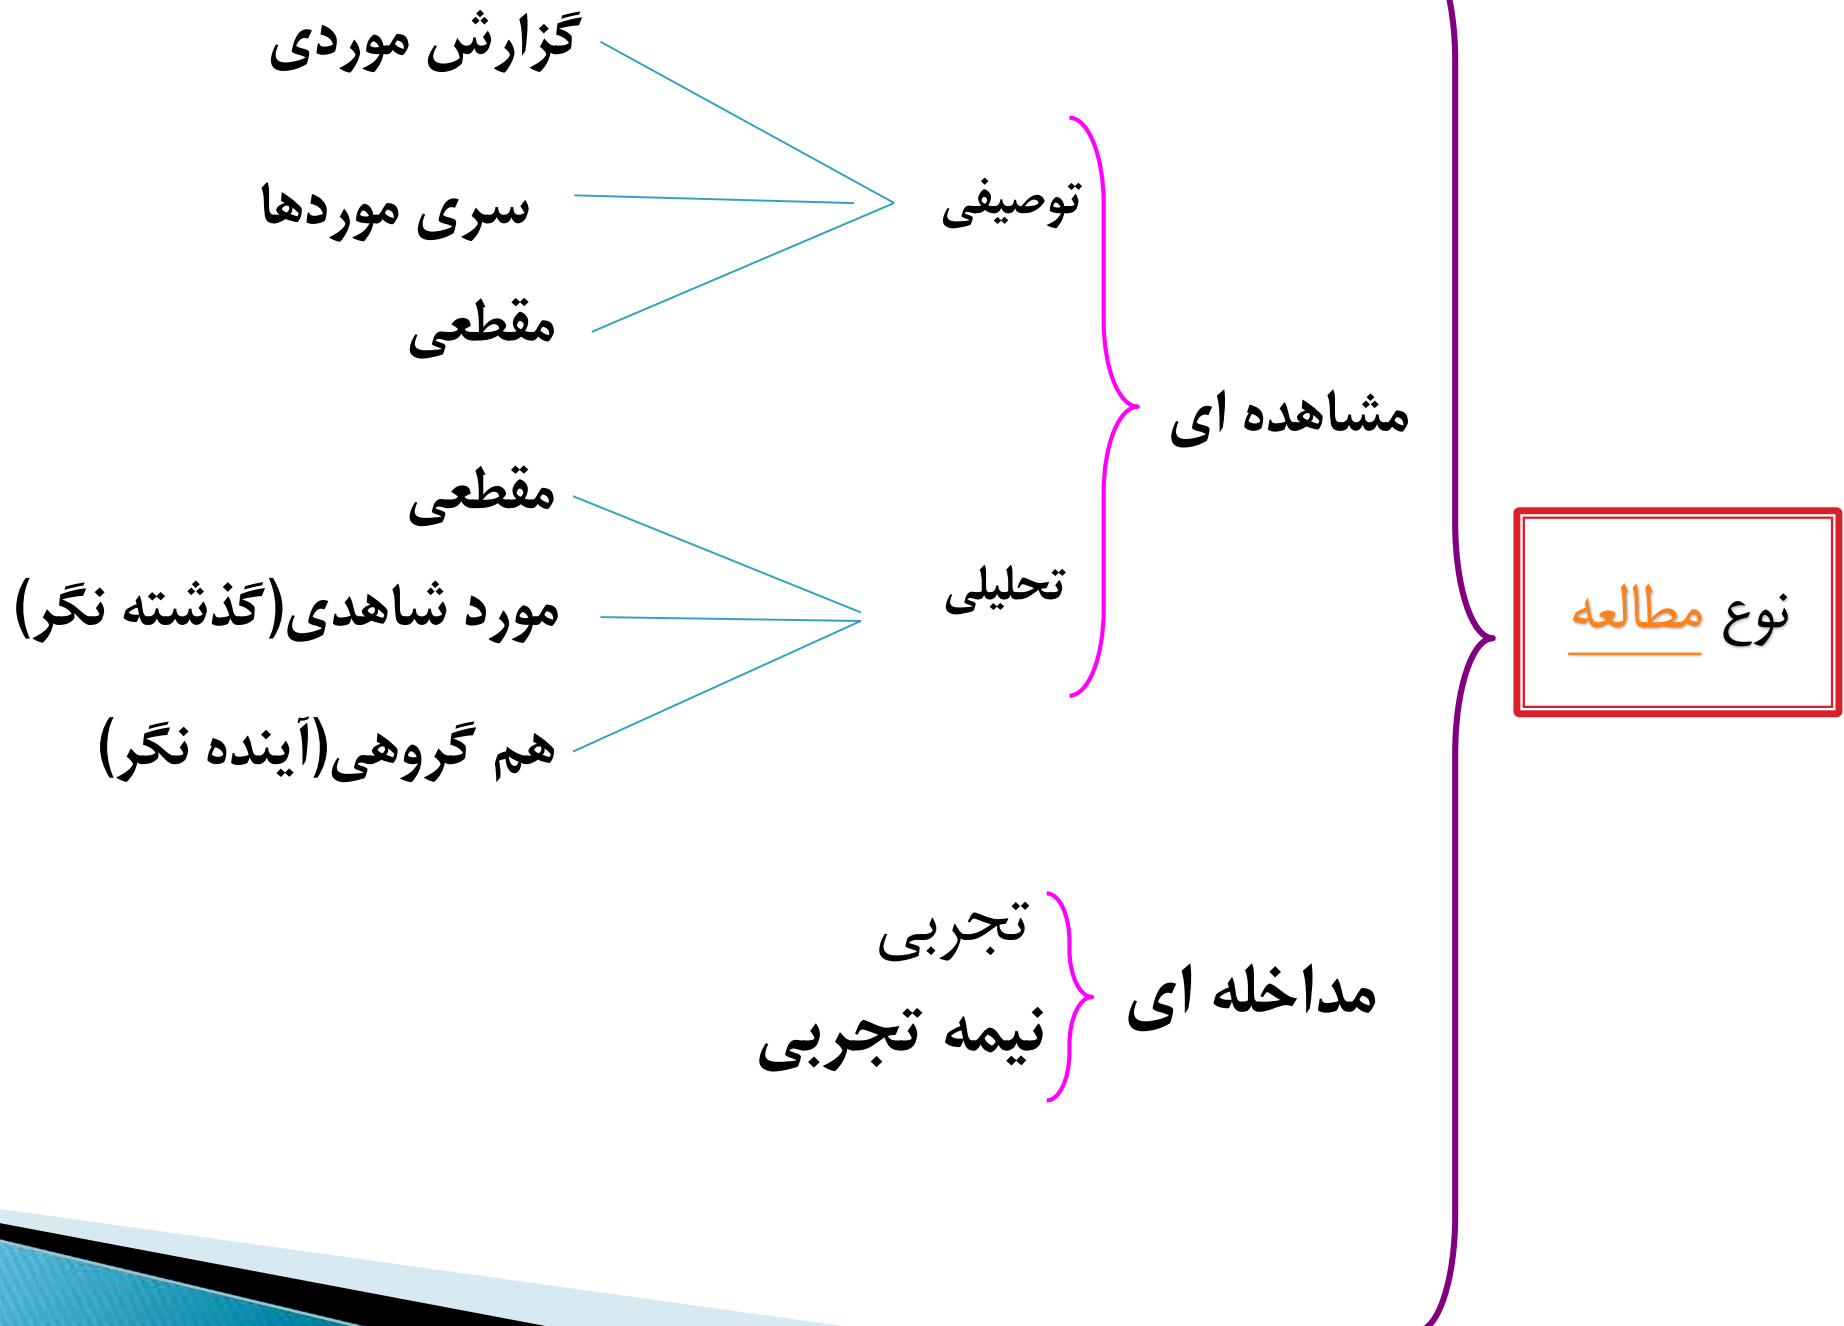 نوع مطالعه
مشاهده ای
توصیفی
گزارش موردی
سری موردها
مقطعی
تحلیلی
مقطعی
مورد شاهدی(گذشته نگر)
هم گروهی(آینده نگر)
مداخله ای
تجربی
نیمه تجربی